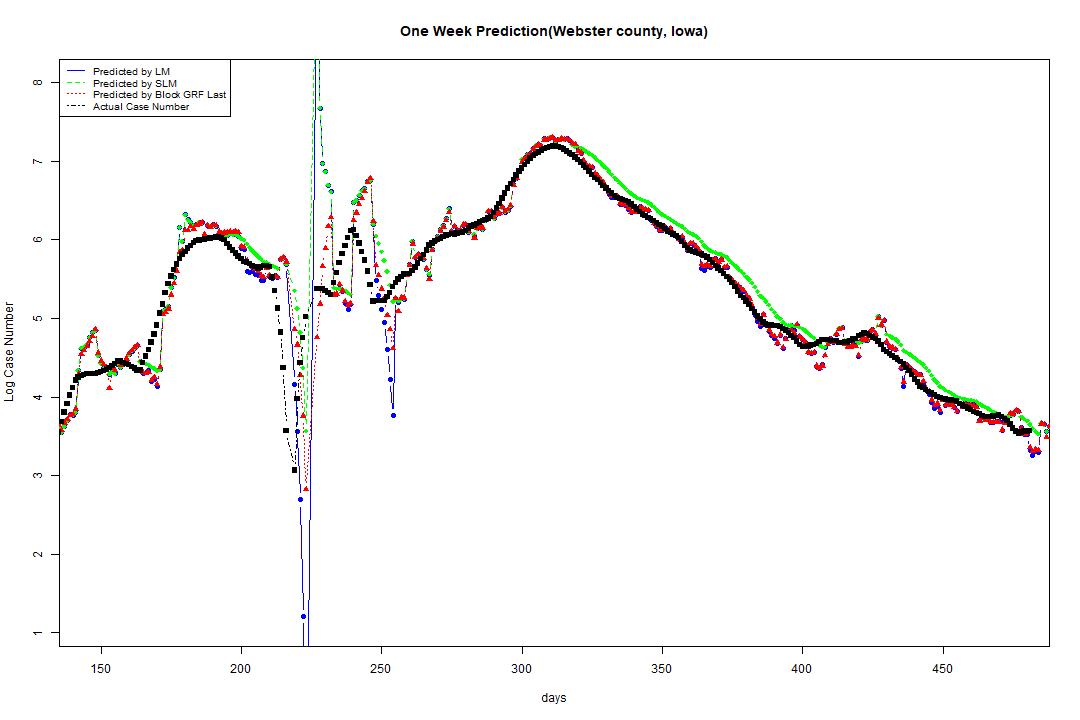 One Week Prediction(Webster county, Iowa)
Predicted by LM
Predicted by SLM
Predicted by Block GRF Last
Actual Case Number
Log Case Number
8
7
6
5
4
3
2
1
150 200 250 300 350 400 450
days